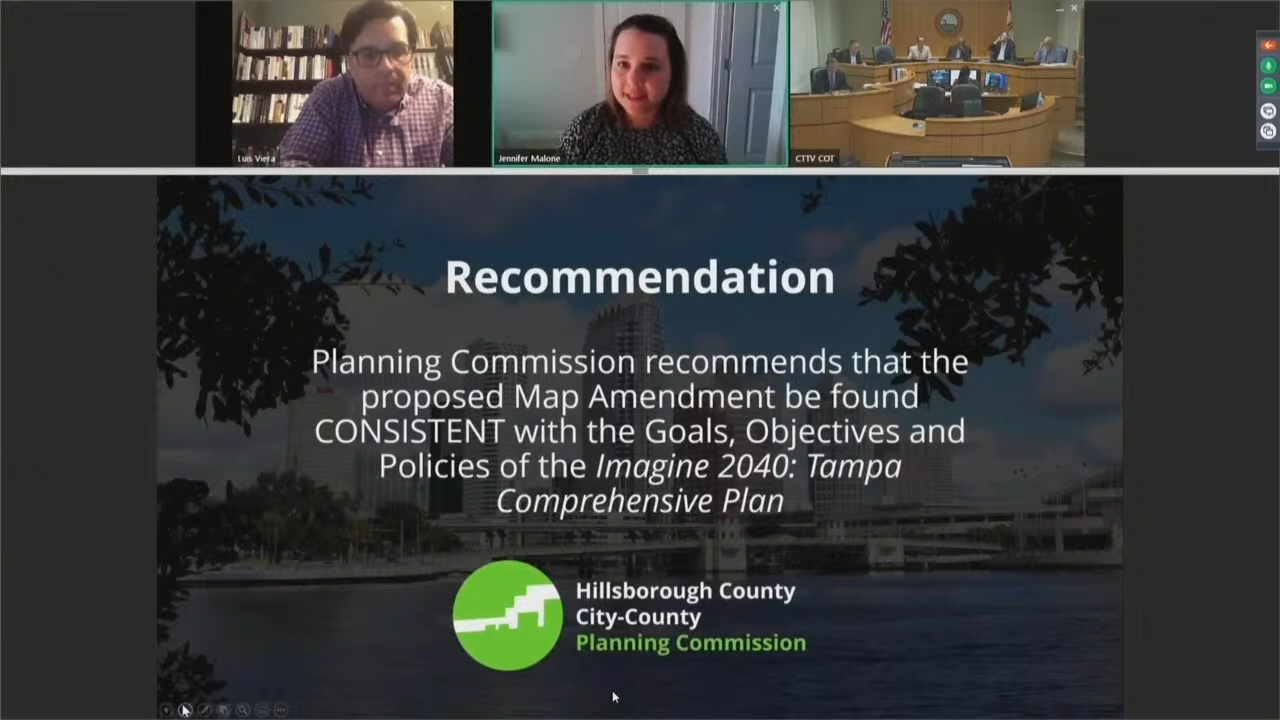 Luis Viera
Jennifer Malone
CTTV COT
Recommendation
Planning Commission recommends that the
proposed Map Amendment be found
CONSISTENT with the Goals, Objectives and
Policies of the Imagine 2040: Tampa
Comprehensive Plan
Hillsborough County
City-County
Planning Commission